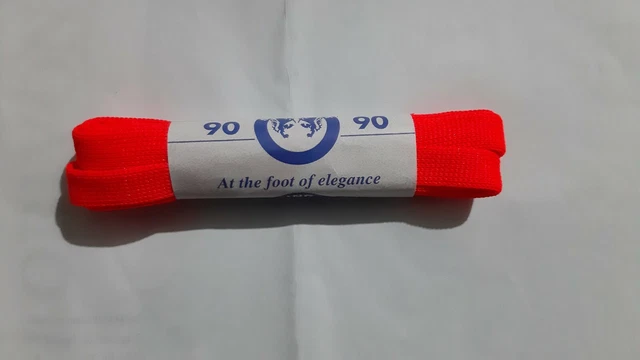 90 90
At the foot of elegance